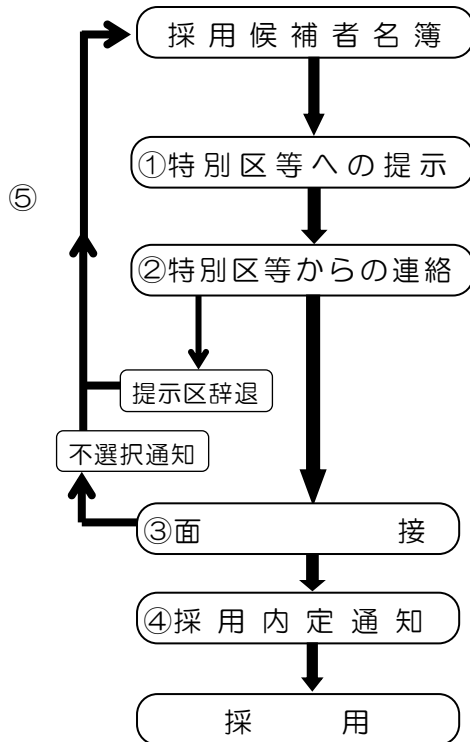 採用候補者名簿
①特別区等への提示
⑤
②特別区等からの連絡
提示区辞退
不選択通知
③面　　　　接
④採用内定通知
採　　用